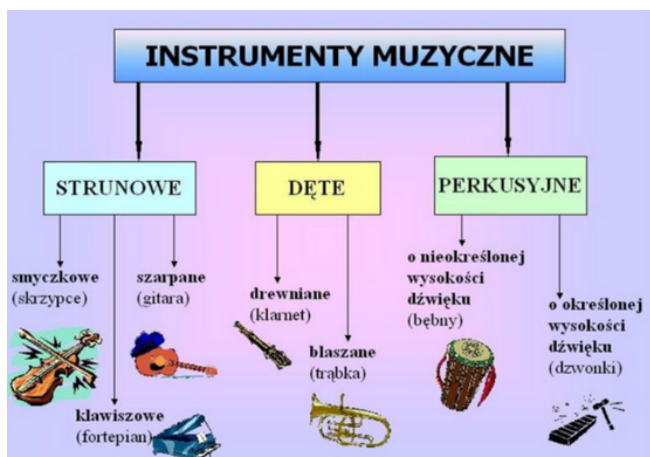 INSTRUMENTY MUZYCZNE
STRUNOWE
DĘTE
PERKUSYJNE
smyczkowe
(skrzypce)
szarpane
(gitara)
klawiszowe
(fortepian)
drewniane
(klarnet)
blaszane
(trąbka)
o nieokreślonej
wysokości
dźwięku
(bębny)
o określonej
wysokości
dźwięku
(dzwonki)